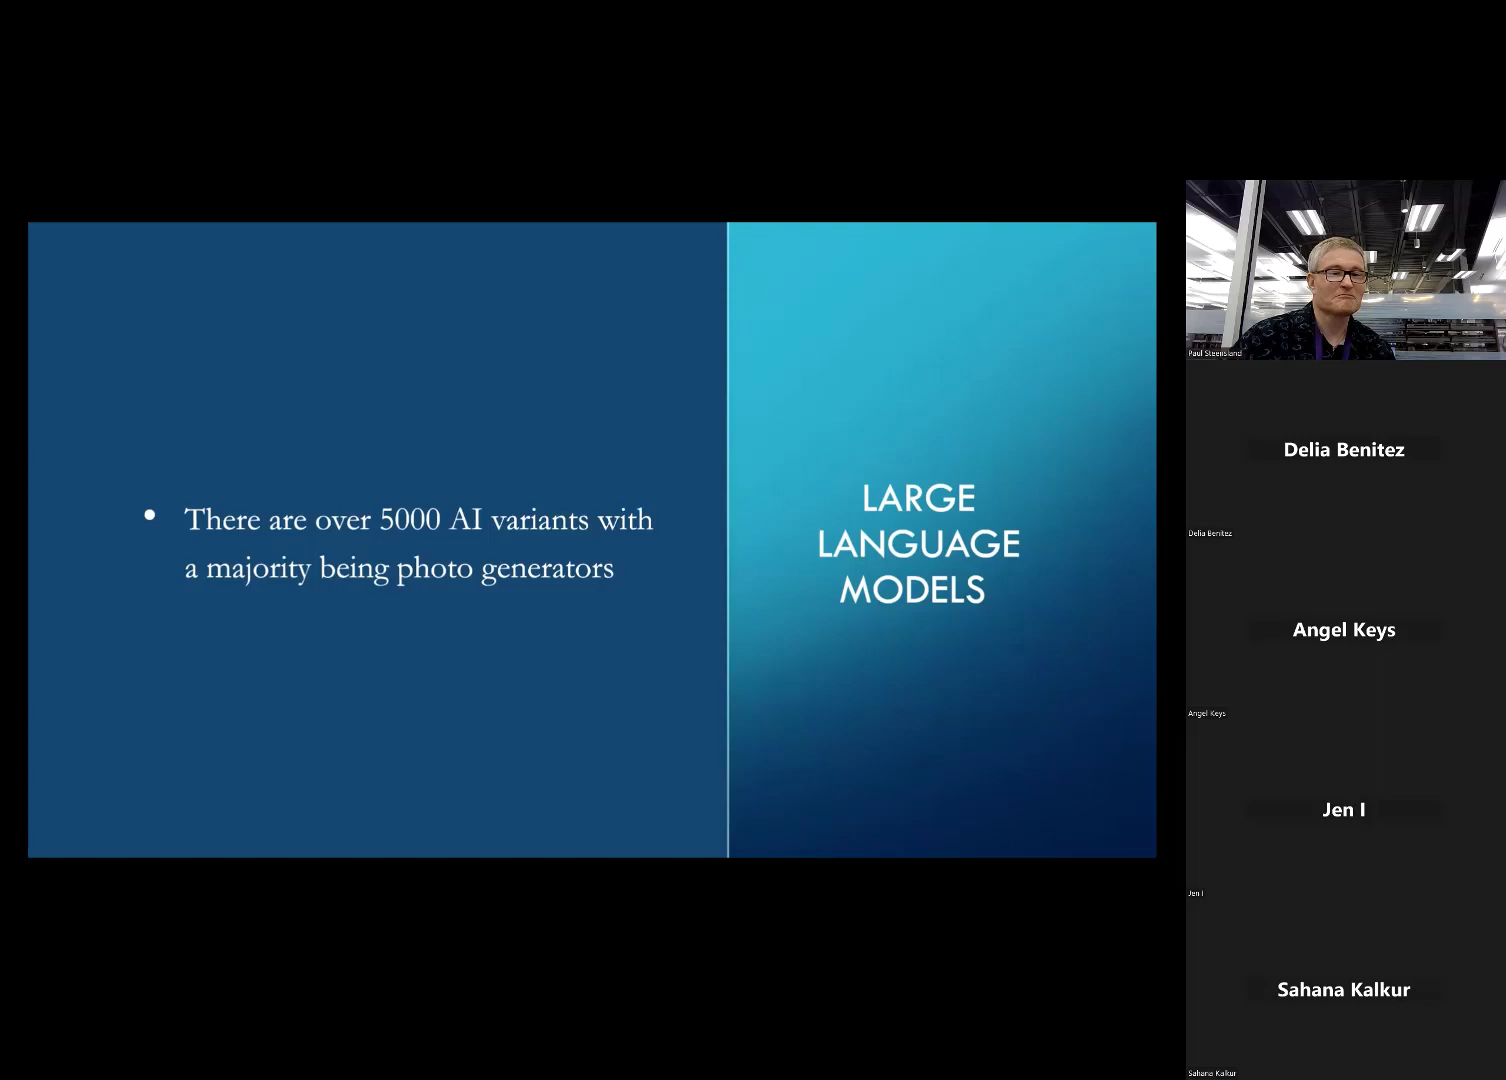 • There are over 5000 AI variants with
a majority being photo generators
LARGE
LANGUAGE
MODELS
Paul Steensland
Delia Benitez
Delia Benitez
Angel Keys
Angel Keys
Jen I
Jen I
Sahana Kalkur
Sahana Kalkur